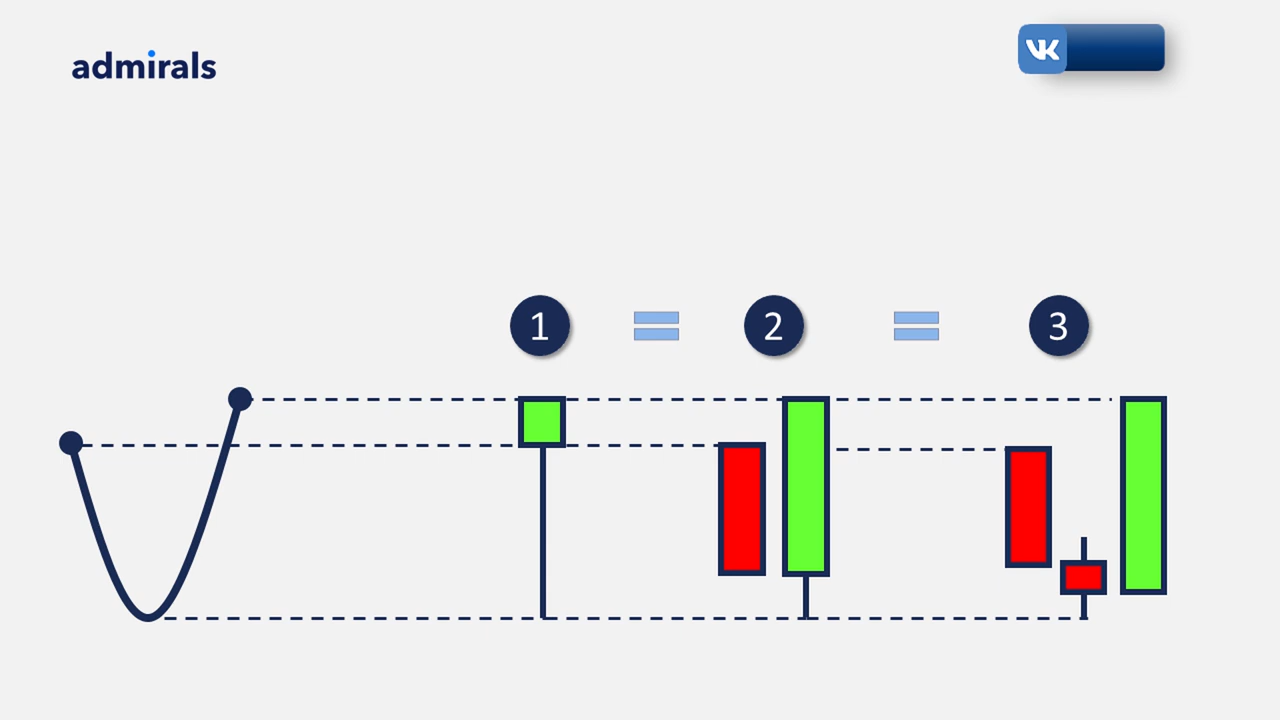 admirals
VK
1 = 2 = 3